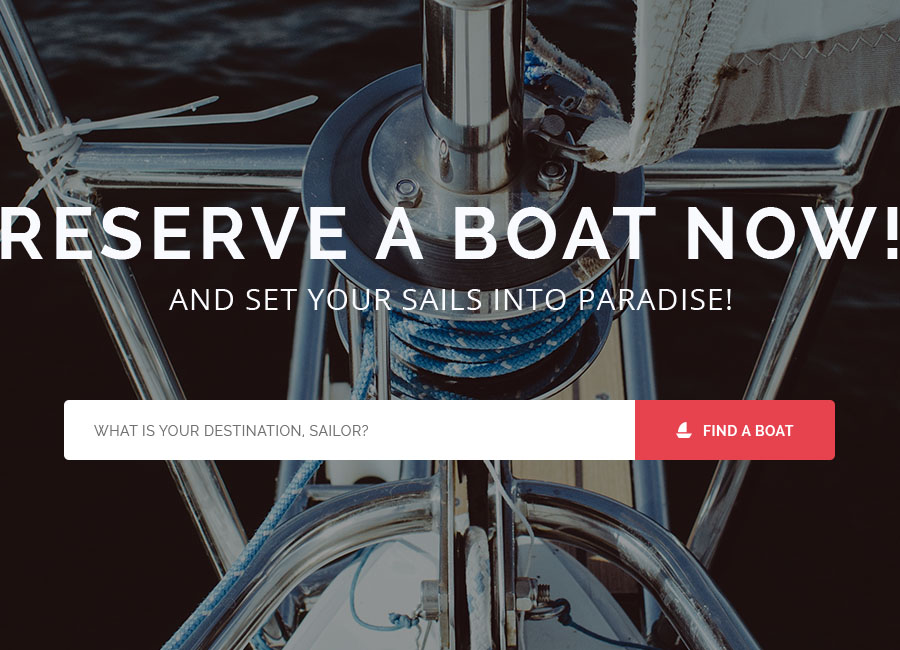 RESERVE A BOAT NOW!
AND SET YOUR SAILS INTO PARADISE!
WHAT IS YOUR DESTINATION, SAILOR?
FIND A BOAT